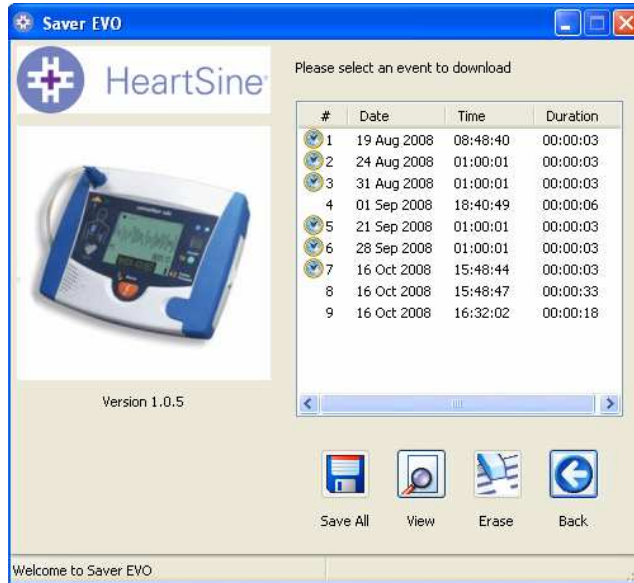 Saver EVO
HeartSine
Please select an event to download
# Date Time Duration
1 19 Aug 2008 08:48:40 00:00:03
2 24 Aug 2008 01:00:01 00:00:03
3 31 Aug 2008 01:00:01 00:00:03
4 01 Sep 2008 18:40:49 00:00:06
5 21 Sep 2008 01:00:01 00:00:03
6 28 Sep 2008 01:00:01 00:00:03
7 16 Oct 2008 15:48:44 00:00:03
8 16 Oct 2008 15:48:47 00:00:33
9 16 Oct 2008 16:32:02 00:00:18
Version 1.0.5
Save All View Erase Back
Welcome to Saver EVO